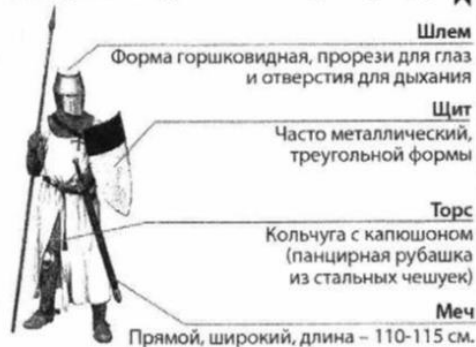 Шлем
Форма горшковидная, прорези для глаз
и отверстия для дыхания
Щит
Часто металлический,
треугольной формы
Торс
Кольчуга с капюшоном
(панцирная рубашка
из стальных чешуек)
Меч
Прямой, широкий, длина – 110-115 см.